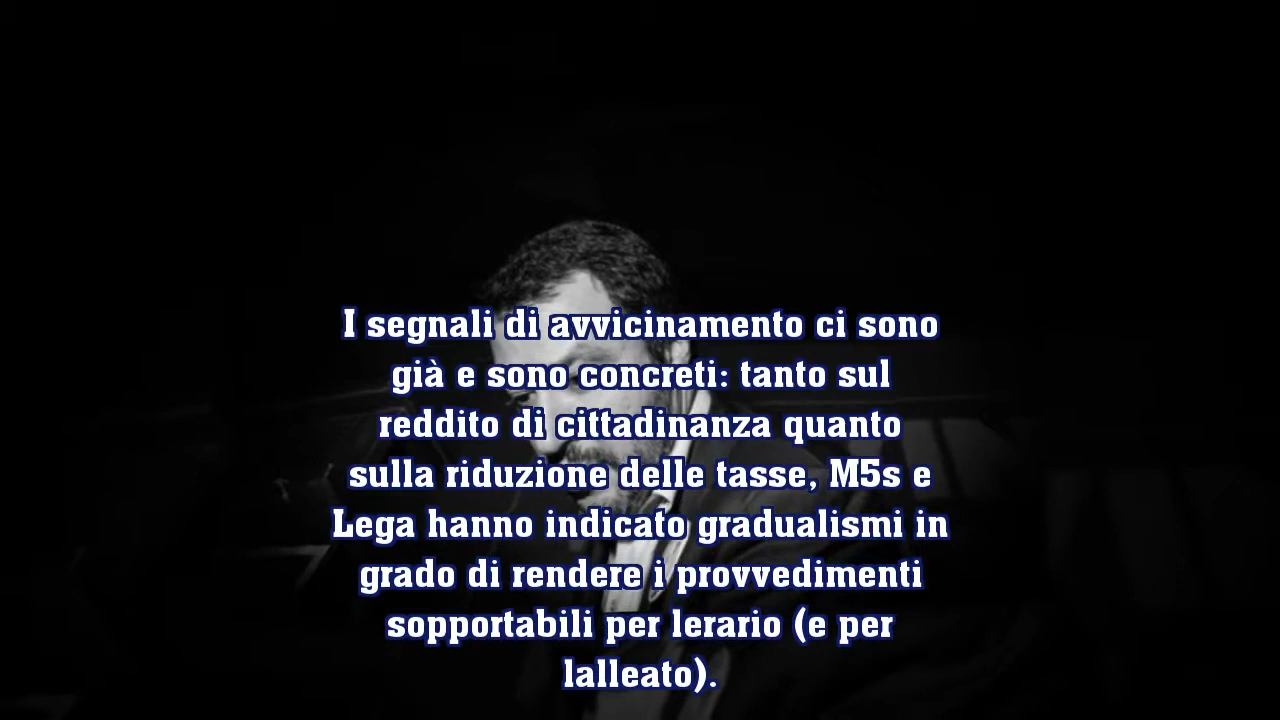 I segnali di avvicinamento ci sono
già e sono concreti: tanto sul
reddito di cittadinanza quanto
sulla riduzione delle tasse, M5s e
Lega hanno indicato gradualismi in
grado di rendere i provvedimenti
sopportabili per lerario (e per
lalleato).